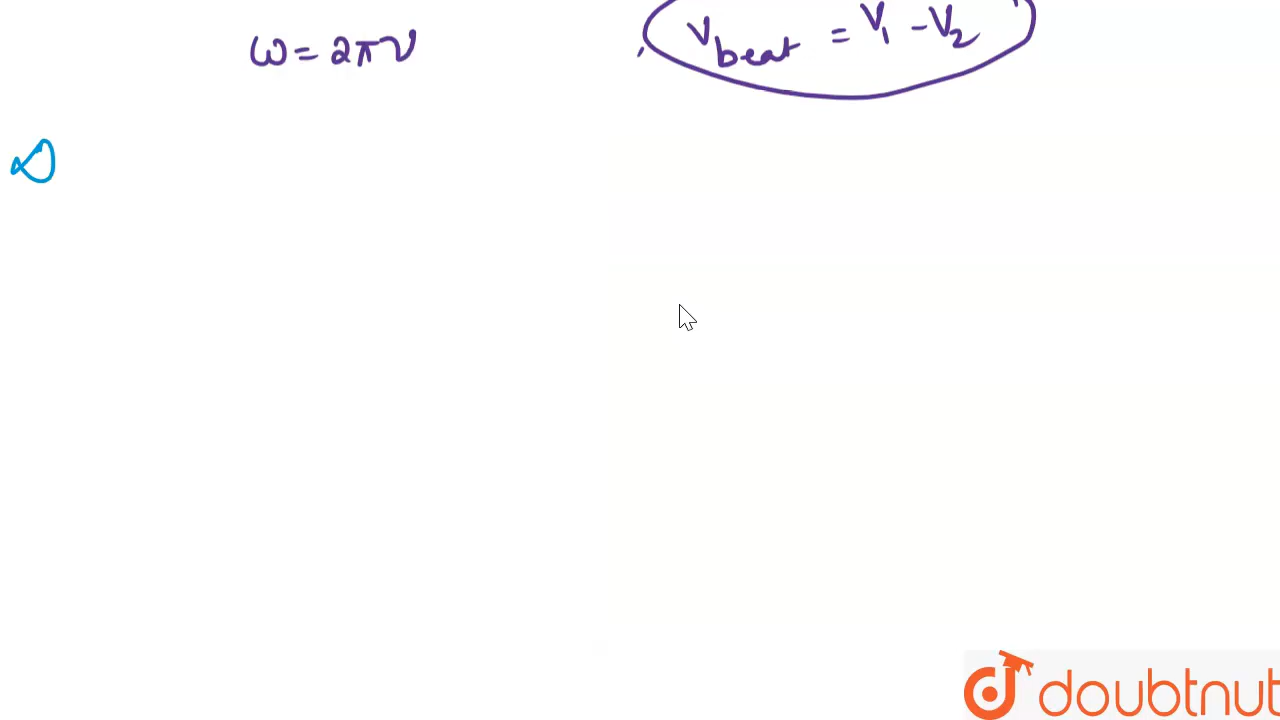 ω = 2πν
ν_beat = ν₁ - ν₂
doubtnut